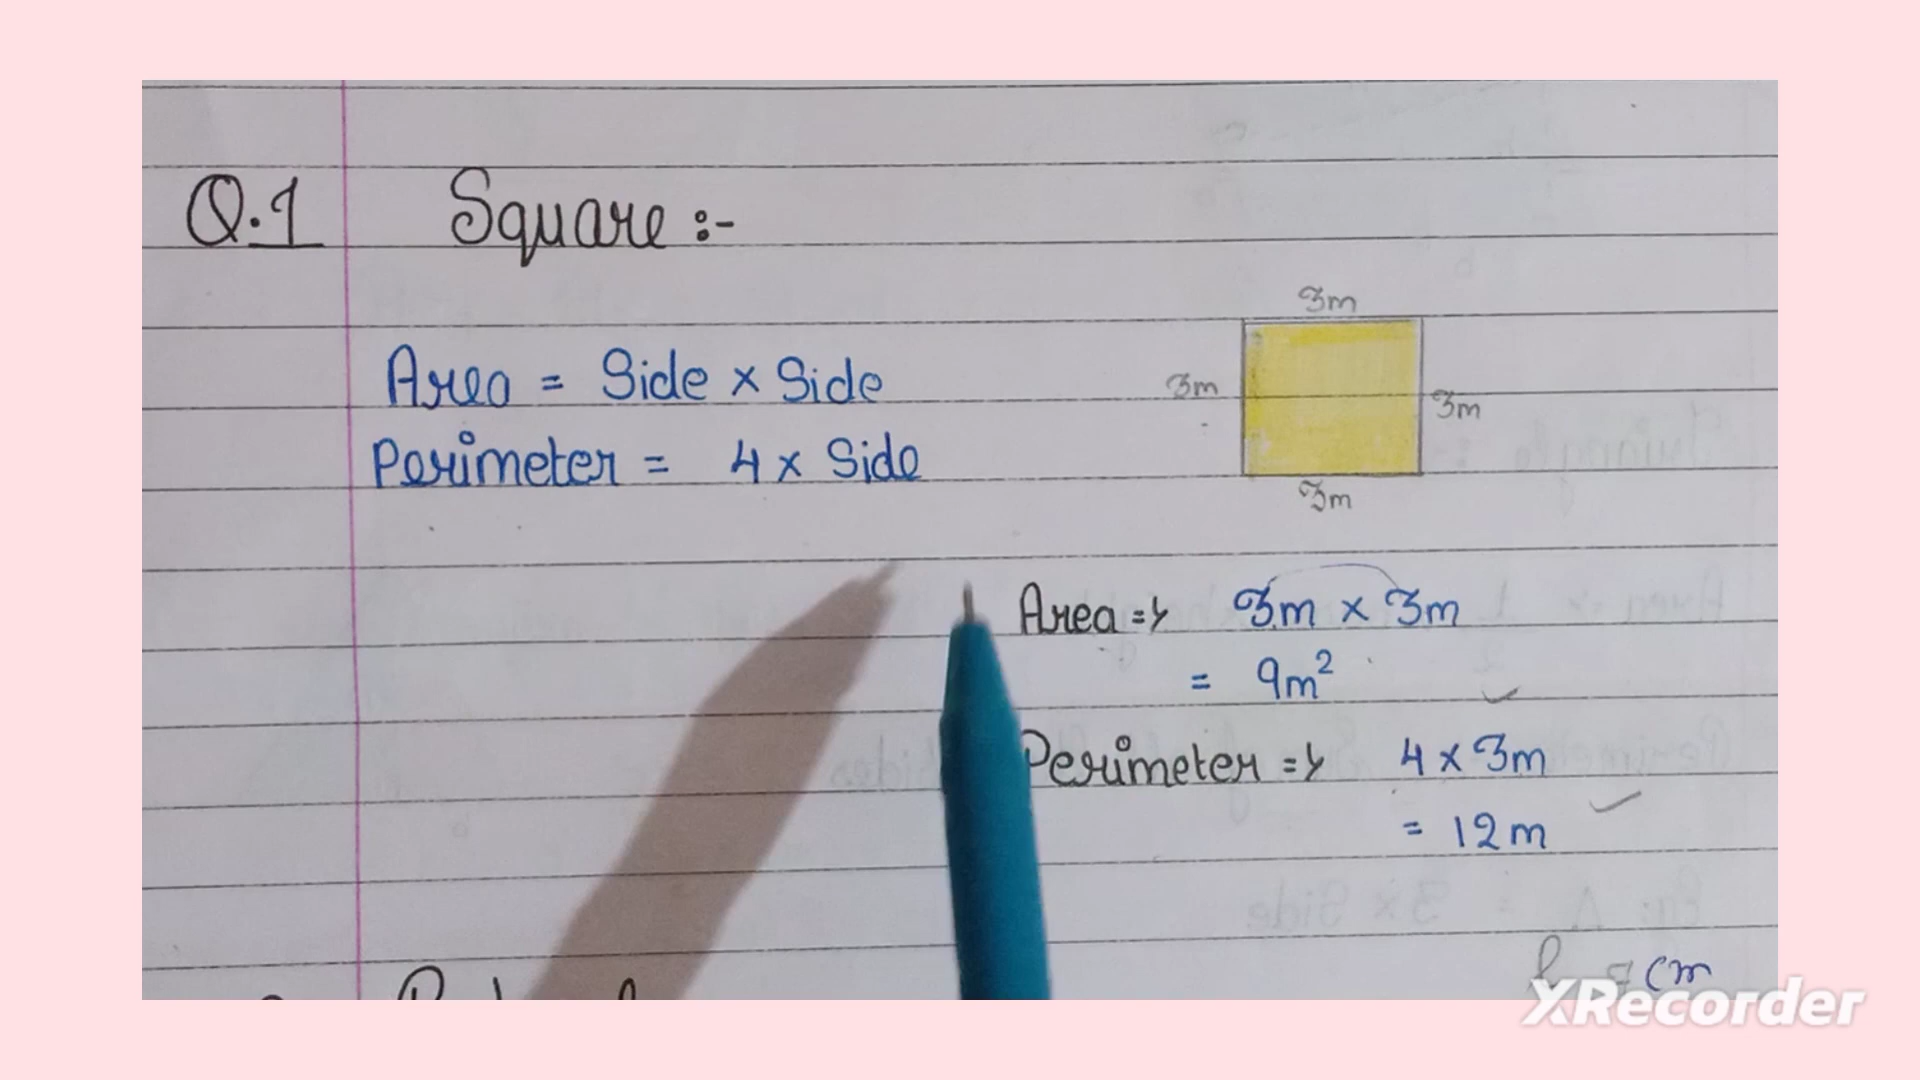 Q.1 Square :-
3m
Area = Side × Side
3m 3m
Perimeter = 4 × Side
3m
Area => 3m × 3m
= 9m²
Perimeter => 4 × 3m
= 12m
cm
XRecorder